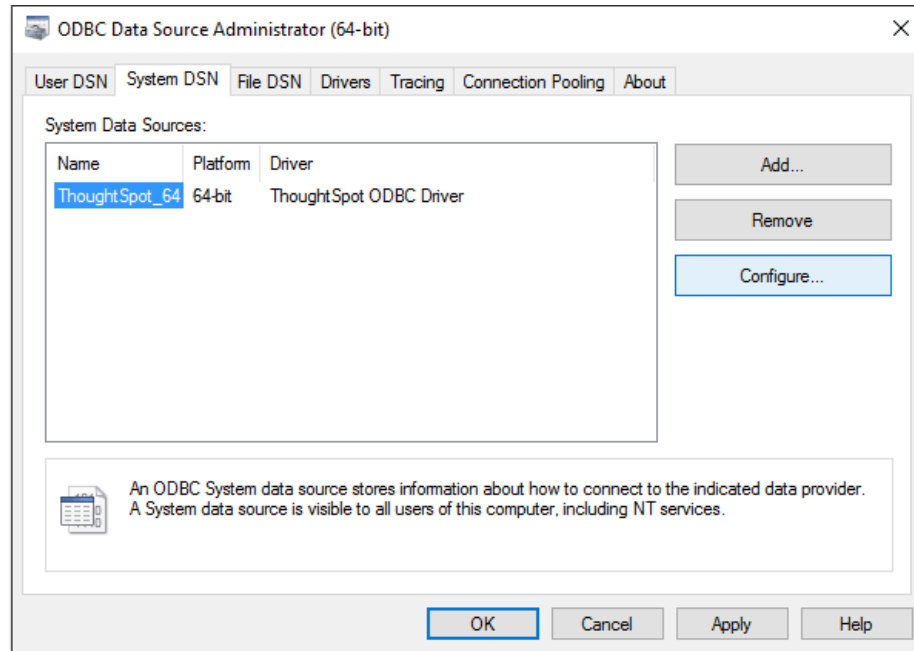 ODBC Data Source Administrator (64-bit)
User DSN System DSN File DSN Drivers Tracing Connection Pooling About
System Data Sources:
Name Platform Driver
ThoughtSpot_64 64-bit ThoughtSpot ODBC Driver
Add...
Remove
Configure...
An ODBC System data source stores information about how to connect to the indicated data provider.
A System data source is visible to all users of this computer, including NT services.
OK Cancel Apply Help